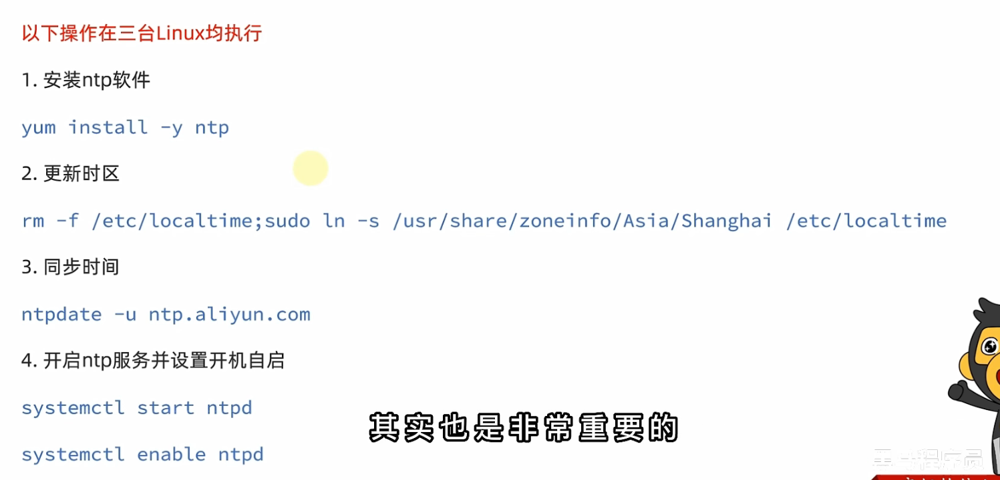 以下操作在三台Linux均执行
1. 安装ntp软件
yum install -y ntp
2. 更新时区
rm -f /etc/localtime;sudo ln -s /usr/share/zoneinfo/Asia/Shanghai /etc/localtime
3. 同步时间
ntpdate -u ntp.aliyun.com
4. 开启ntp服务并设置开机自启
systemctl start ntpd
其实也是非常重要的
systemctl enable ntpd